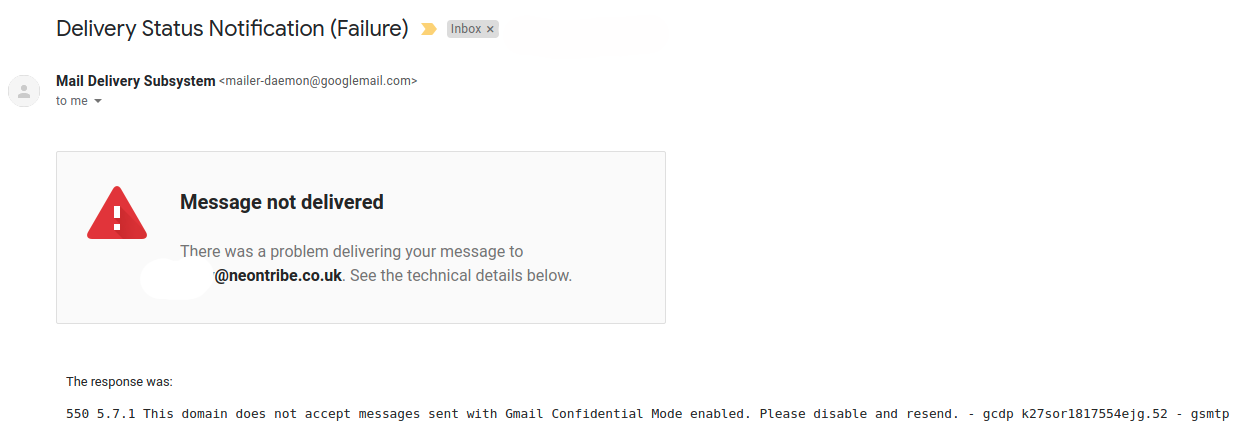 Delivery Status Notification (Failure) Inbox ×
Mail Delivery Subsystem <mailer-daemon@googlemail.com>
to me
Message not delivered
There was a problem delivering your message to
@neontribe.co.uk. See the technical details below.
The response was:
550 5.7.1 This domain does not accept messages sent with Gmail Confidential Mode enabled. Please disable and resend. - gcdp k27sor1817554ejg.52 - gsmtp